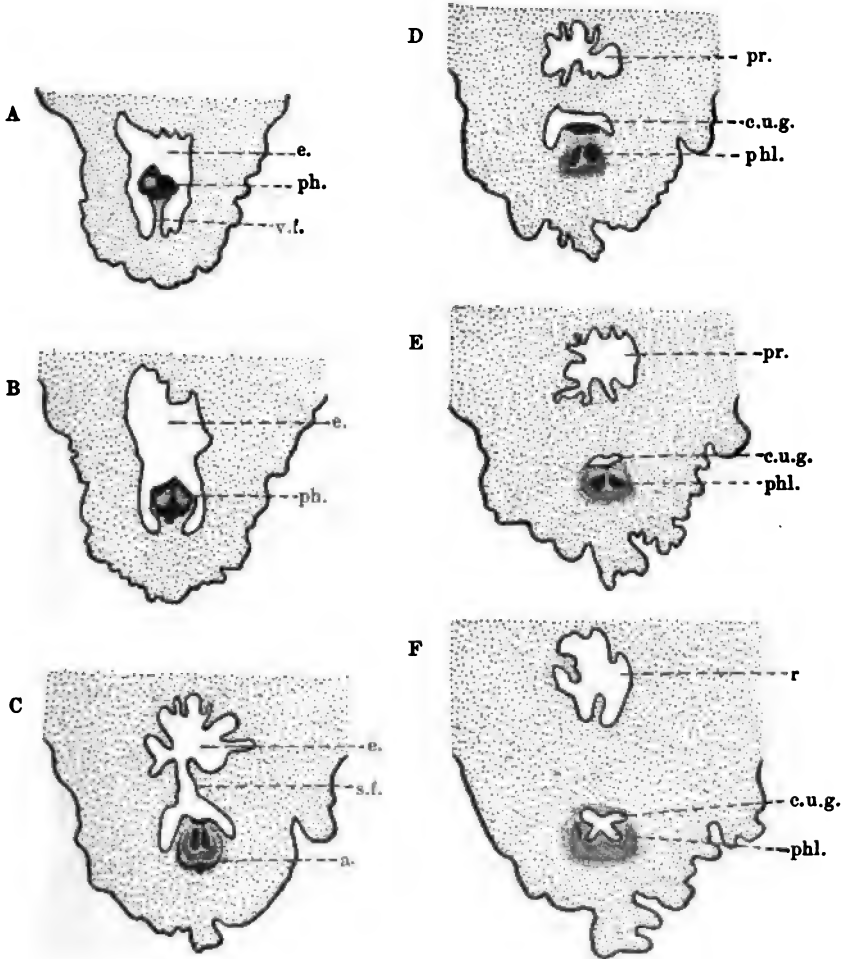 A
e.
ph.
v.f.
B
e.
ph.
C
e.
s.f.
a.
D
pr.
c.u.g.
phl.
E
pr.
c.u.g.
phl.
F
r
c.u.g.
phl.